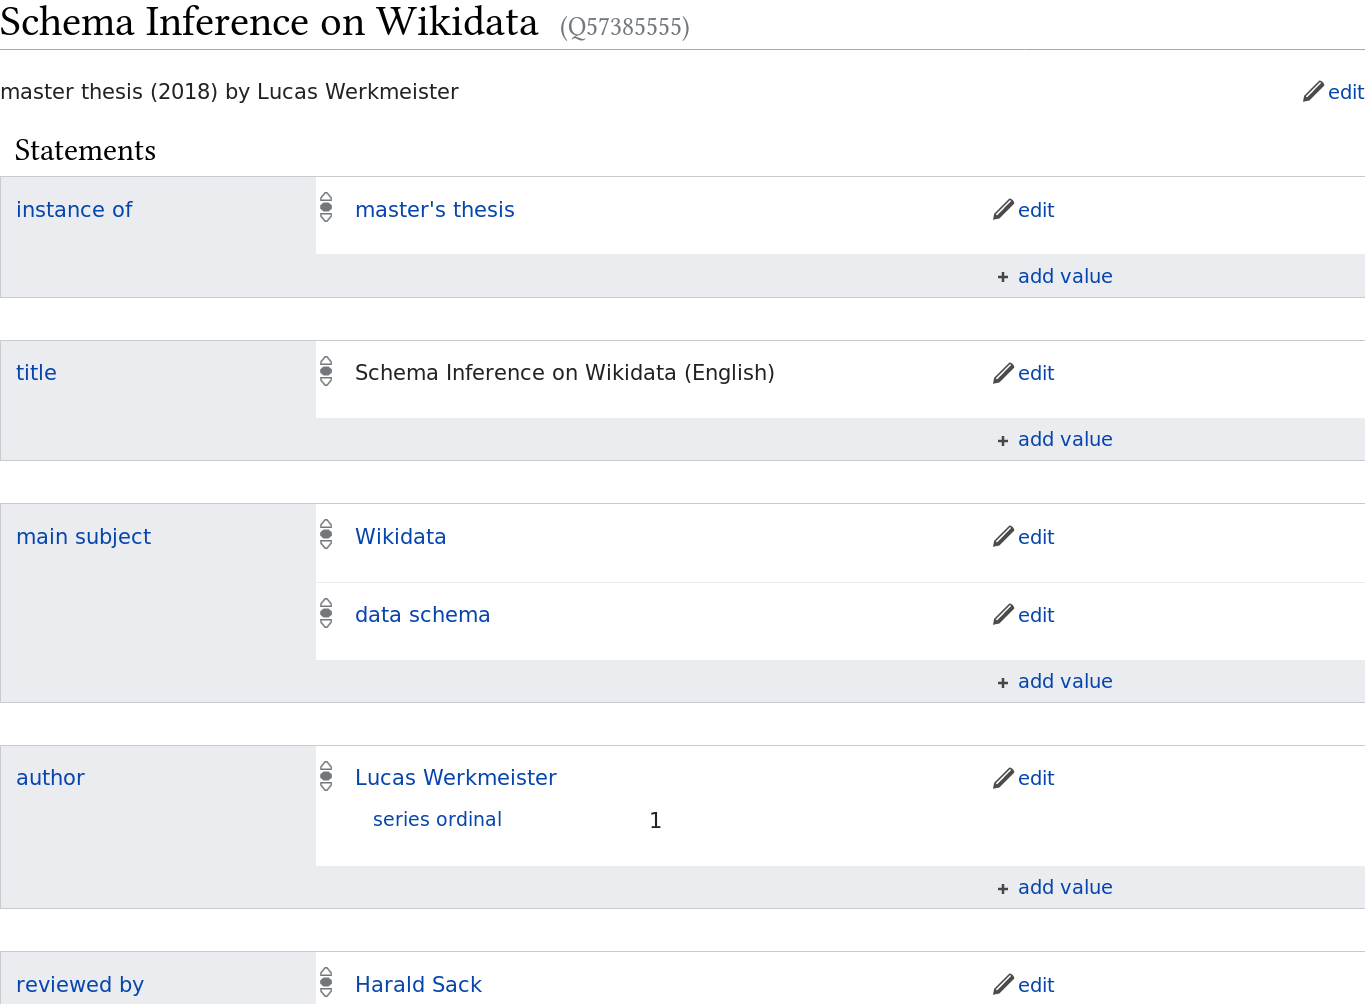 Schema Inference on Wikidata (Q57385555)
master thesis (2018) by Lucas Werkmeister edit
Statements
instance of master's thesis edit
+ add value
title Schema Inference on Wikidata (English) edit
+ add value
main subject Wikidata edit
data schema edit
+ add value
author Lucas Werkmeister edit
series ordinal 1
+ add value
reviewed by Harald Sack edit